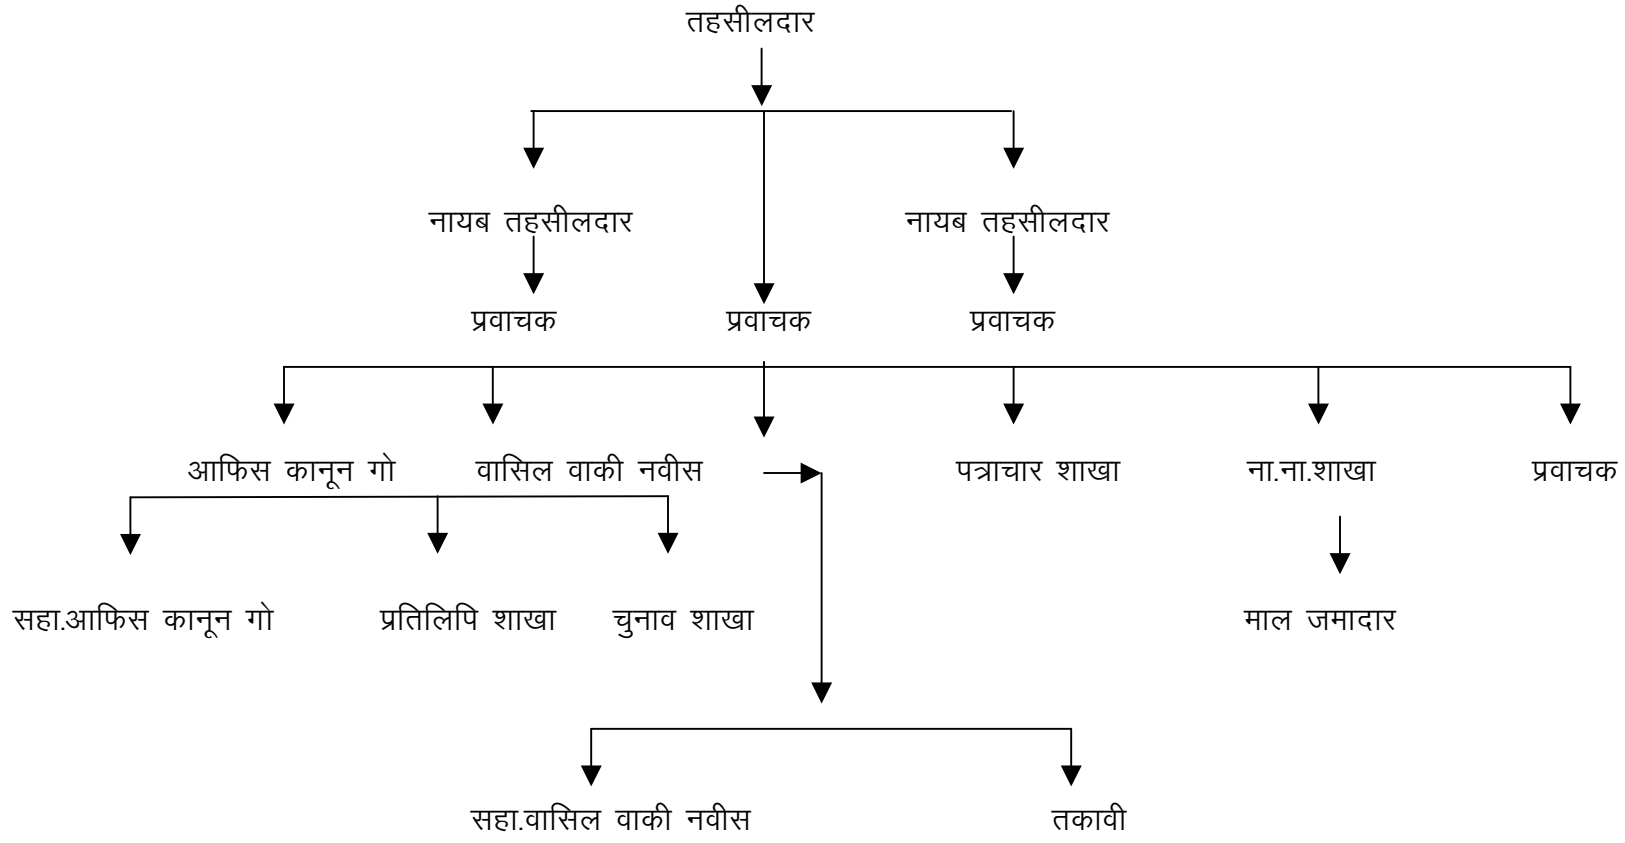 तहसीलदार
नायब तहसीलदार नायब तहसीलदार
प्रवाचक प्रवाचक प्रवाचक
आफिस कानून गो वासिल वाकी नवीस पत्राचार शाखा ना.ना.शाखा प्रवाचक
सहा.आफिस कानून गो प्रतिलिपि शाखा चुनाव शाखा माल जमादार
सहा.वासिल वाकी नवीस तकावी